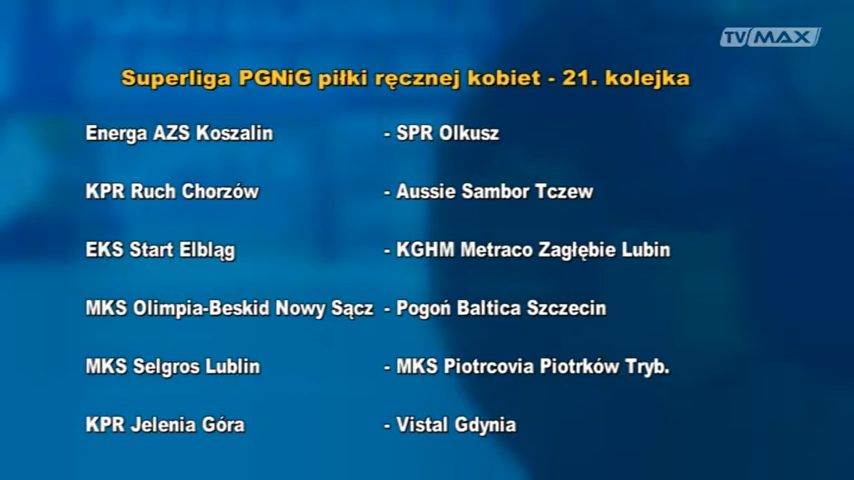 TV MAX
Superliga PGNiG piłki ręcznej kobiet - 21. kolejka
Energa AZS Koszalin - SPR Olkusz
KPR Ruch Chorzów - Aussie Sambor Tczew
EKS Start Elbląg - KGHM Metraco Zagłębie Lubin
MKS Olimpia-Beskid Nowy Sącz - Pogoń Baltica Szczecin
MKS Selgros Lublin - MKS Piotrcovia Piotrków Tryb.
KPR Jelenia Góra - Vistal Gdynia